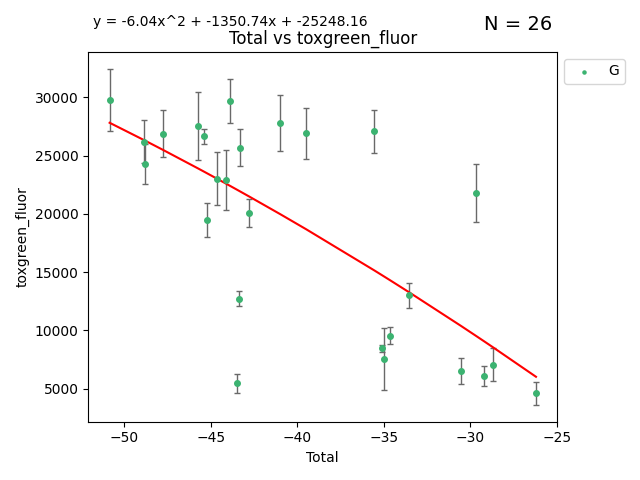 y = -6.04x^2 + -1350.74x + -25248.16
N = 26
Total vs toxgreen_fluor
G
30000
25000
20000
15000
10000
5000
toxgreen_fluor
−50 −45 −40 −35 −30 −25
Total